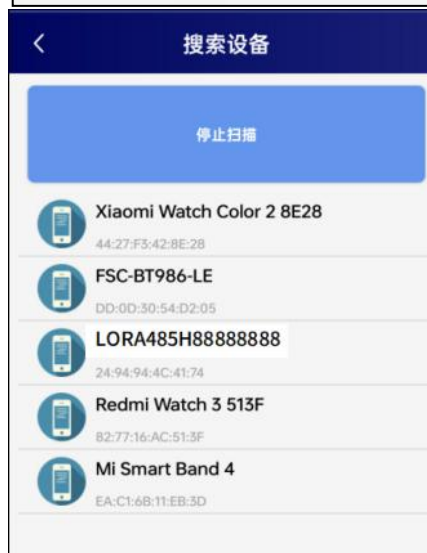 搜索设备
停止扫描
Xiaomi Watch Color 2 8E28
44:27:F3:42:8E:28
FSC-BT986-LE
DD:0D:30:54:D2:05
LORA485H88888888
24:94:94:4C:41:74
Redmi Watch 3 513F
82:77:16:AC:51:3F
Mi Smart Band 4
EA:C1:6B:11:EB:3D